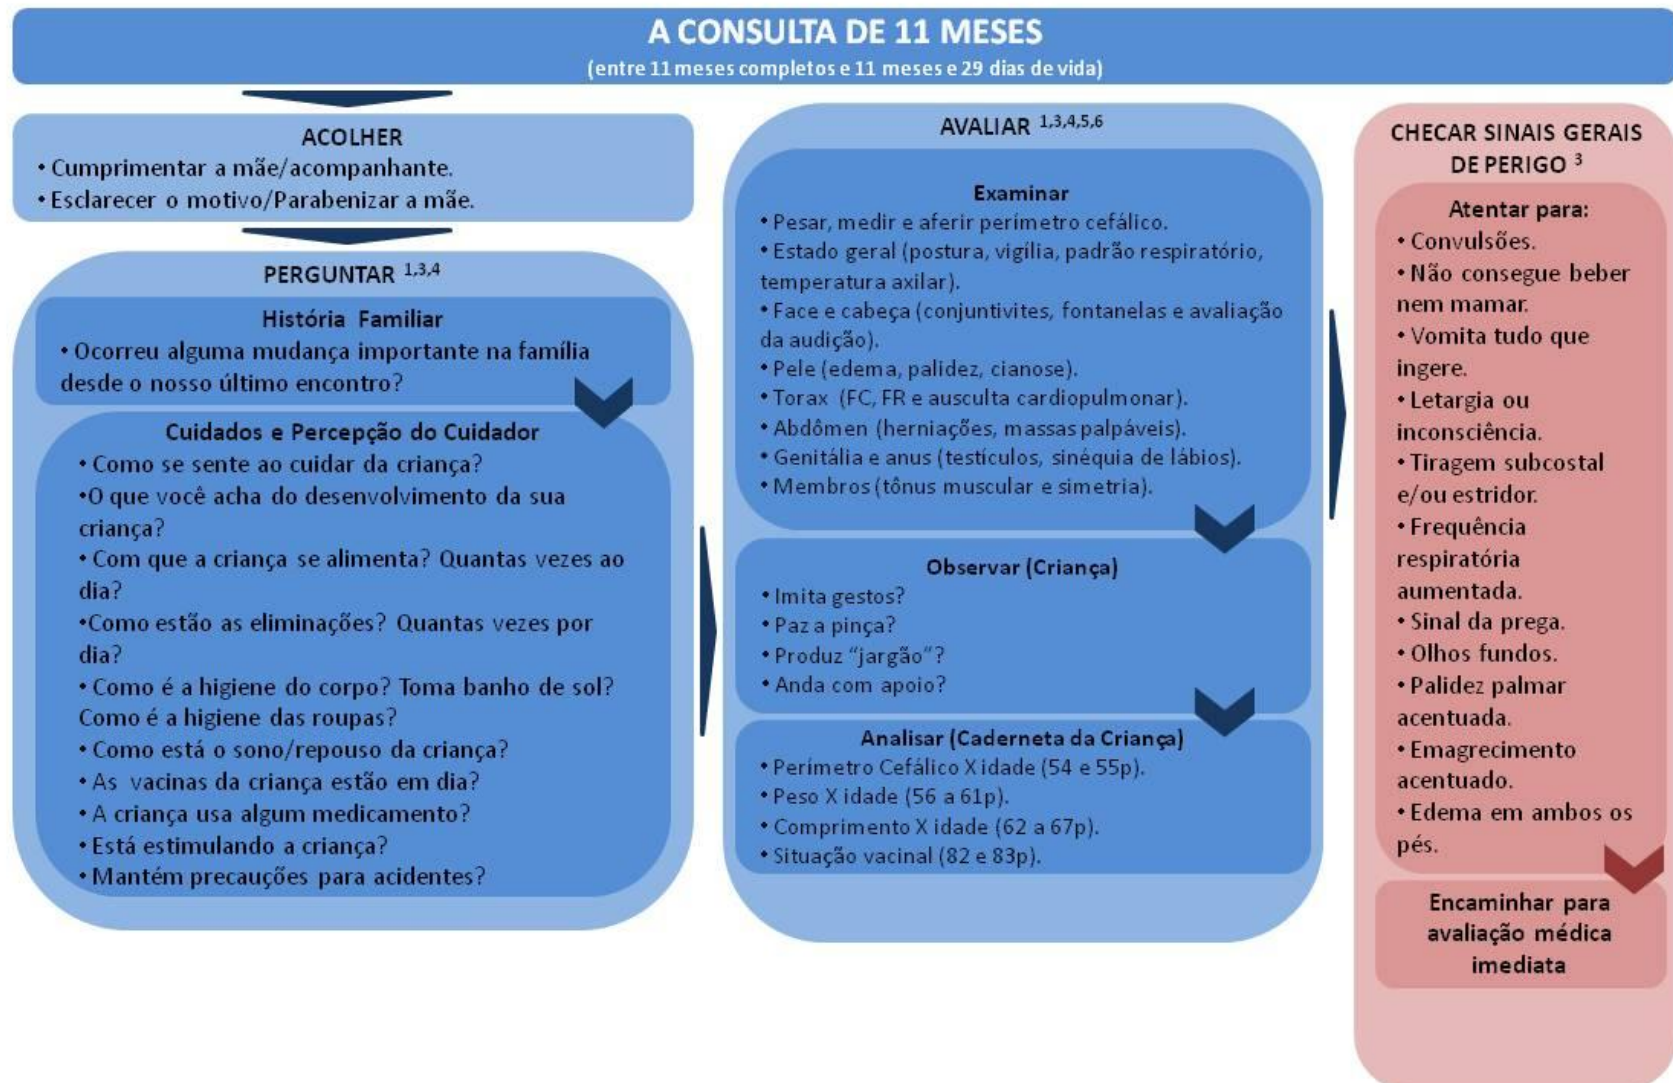 A CONSULTA DE 11 MESES
(entre 11 meses completos e 11 meses e 29 dias de vida)
ACOLHER
• Cumprimentar a mãe/acompanhante.
• Esclarecer o motivo/Parabenizar a mãe.
PERGUNTAR 1,3,4
História Familiar
• Ocorreu alguma mudança importante na família
desde o nosso último encontro?
Cuidados e Percepção do Cuidador
• Como se sente ao cuidar da criança?
•O que você acha do desenvolvimento da sua
criança?
• Com que a criança se alimenta? Quantas vezes ao
dia?
•Como estão as eliminações? Quantas vezes por
dia?
• Como é a higiene do corpo? Toma banho de sol?
Como é a higiene das roupas?
• Como está o sono/repouso da criança?
• As vacinas da criança estão em dia?
• A criança usa algum medicamento?
• Está estimulando a criança?
• Mantém precauções para acidentes?
AVALIAR 1,3,4,5,6
Examinar
• Pesar, medir e aferir perímetro cefálico.
• Estado geral (postura, vigília, padrão respiratório,
temperatura axilar).
• Face e cabeça (conjuntivites, fontanelas e avaliação
da audição).
• Pele (edema, palidez, cianose).
• Torax (FC, FR e ausculta cardiopulmonar).
• Abdômen (herniações, massas palpáveis).
• Genitália e anus (testículos, sinéquia de lábios).
• Membros (tônus muscular e simetria).
Observar (Criança)
• Imita gestos?
• Paz a pinça?
• Produz “jargão”?
• Anda com apoio?
Analisar (Caderneta da Criança)
• Perímetro Cefálico X idade (54 e 55p).
• Peso X idade (56 a 61p).
• Comprimento X idade (62 a 67p).
• Situação vacinal (82 e 83p).
CHECAR SINAIS GERAIS
DE PERIGO 3
Atentar para:
• Convulsões.
• Não consegue beber
nem mamar.
• Vomita tudo que
ingere.
• Letargia ou
inconsciência.
• Tiragem subcostal
e/ou estridor.
• Frequência
respiratória
aumentada.
• Sinal da prega.
• Olhos fundos.
• Palidez palmar
acentuada.
• Emagrecimento
acentuado.
• Edema em ambos os
pés.
Encaminhar para
avaliação médica
imediata